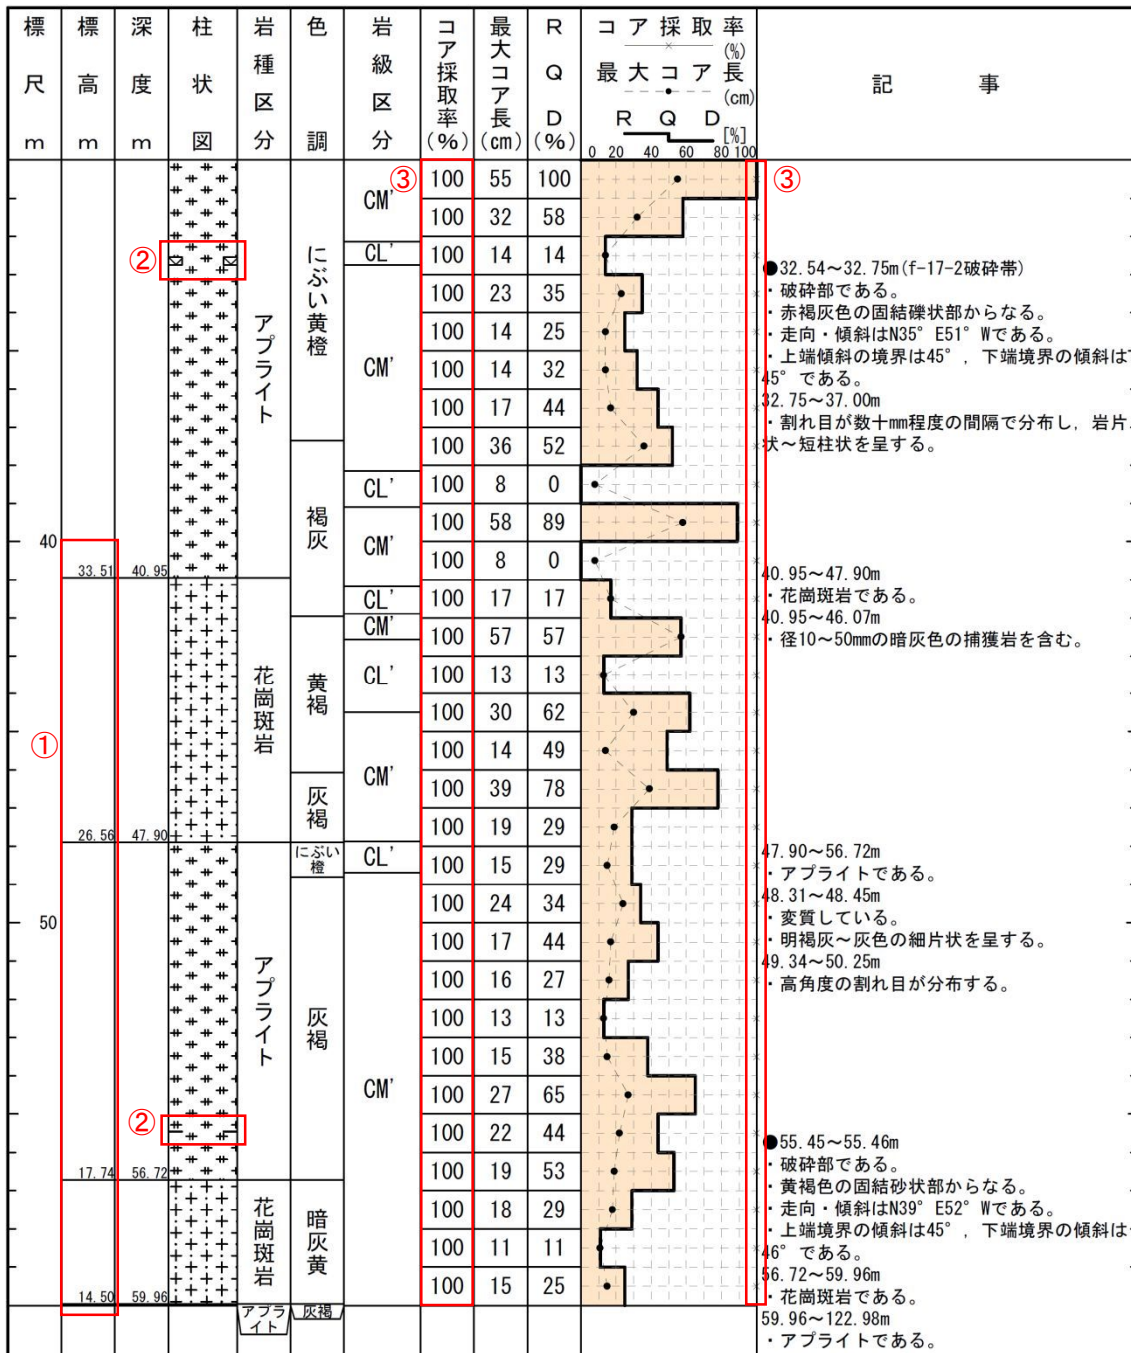 標尺m
標高m
深度m
柱状図
岩種区分
色調
岩級区分
コア採取率(%)
最大コア長(cm)
RQD(%)
コア採取率(%)
最大コア長(cm)
RQD[%]
0 20 40 60 80 100
記事
③ 100 55 100 ③
CM'
100 32 58
② CL' 100 14 14
100 23 35
100 14 25
100 14 32
CM'
100 17 44
100 36 52
CL' 100 8 0
100 58 89
40
CM'
100 8 0
33.51 40.95
CL' 100 17 17
CM' 100 57 57
CL' 100 13 13
100 30 62
①
100 14 49
CM' 100 39 78
100 19 29
26.56 47.90
CL' 100 15 29
100 24 34
50
100 17 44
100 16 27
100 13 13
100 15 38
CM' 100 27 65
② 100 22 44
100 19 53
17.74 56.72
100 18 29
100 11 11
100 15 25
14.50 59.96
アプライト
花崗斑岩
アプライト
花崗斑岩
アプライト
にぶい黄橙
褐灰
黄褐
灰褐
にぶい橙
灰褐
暗灰黄
灰褐
●32.54～32.75m(f-17-2破砕帯)
・破砕部である。
・赤褐灰色の固結礫状部からなる。
・走向・傾斜はN35°E51°Wである。
・上端傾斜の境界は45°，下端境界の傾斜は
45°である。
32.75～37.00m
・割れ目が数十mm程度の間隔で分布し，岩片
状～短柱状を呈する。
40.95～47.90m
・花崗斑岩である。
40.95～46.07m
・径10～50mmの暗灰色の捕獲岩を含む。
47.90～56.72m
・アプライトである。
48.31～48.45m
・変質している。
・明褐灰～灰色の細片状を呈する。
49.34～50.25m
・高角度の割れ目が分布する。
●55.45～55.46m
・破砕部である。
・黄褐色の固結砂状部からなる。
・走向・傾斜はN39°E52°Wである。
・上端境界の傾斜は45°，下端境界の傾斜は
46°である。
56.72～59.96m
・花崗斑岩である。
59.96～122.98m
・アプライトである。